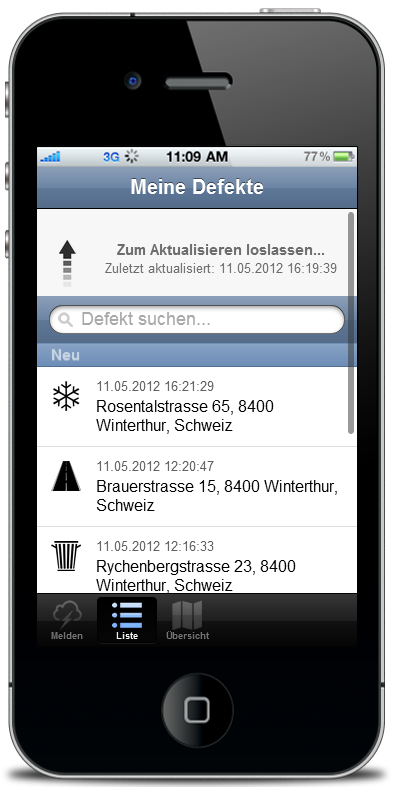 3G 11:09 AM 77%
Meine Defekte
Zum Aktualisieren loslassen...
Zuletzt aktualisiert: 11.05.2012 16:19:39
Defekt suchen...
Neu
11.05.2012 16:21:29
Rosentalstrasse 65, 8400
Winterthur, Schweiz
11.05.2012 12:20:47
Brauerstrasse 15, 8400 Winterthur,
Schweiz
11.05.2012 12:16:33
Rychenbergstrasse 23, 8400
Winterthur, Schweiz
Melden Liste Übersicht